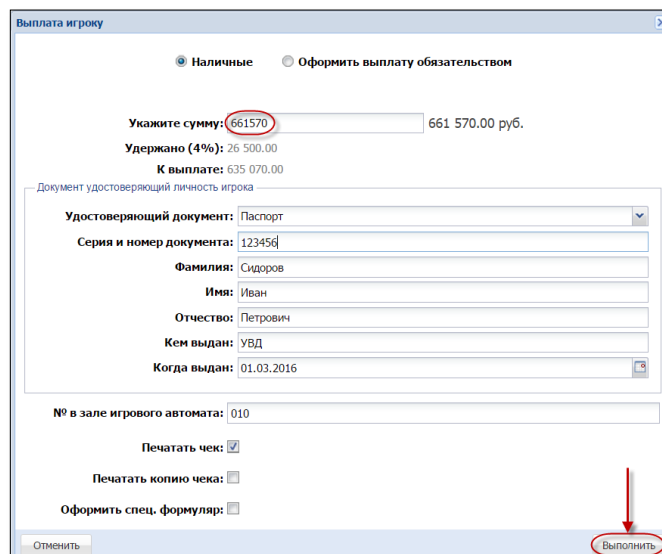 Выплата игроку
Наличные Оформить выплату обязательством
Укажите сумму: 661570 661 570.00 руб.
Удержано (4%): 26 500.00
К выплате: 635 070.00
Документ удостоверяющий личность игрока
Удостоверяющий документ: Паспорт
Серия и номер документа: 123456
Фамилия: Сидоров
Имя: Иван
Отчество: Петрович
Кем выдан: УВД
Когда выдан: 01.03.2016
№ в зале игрового автомата: 010
Печатать чек:
Печатать копию чека:
Оформить спец. формуляр:
Отменить Выполнить